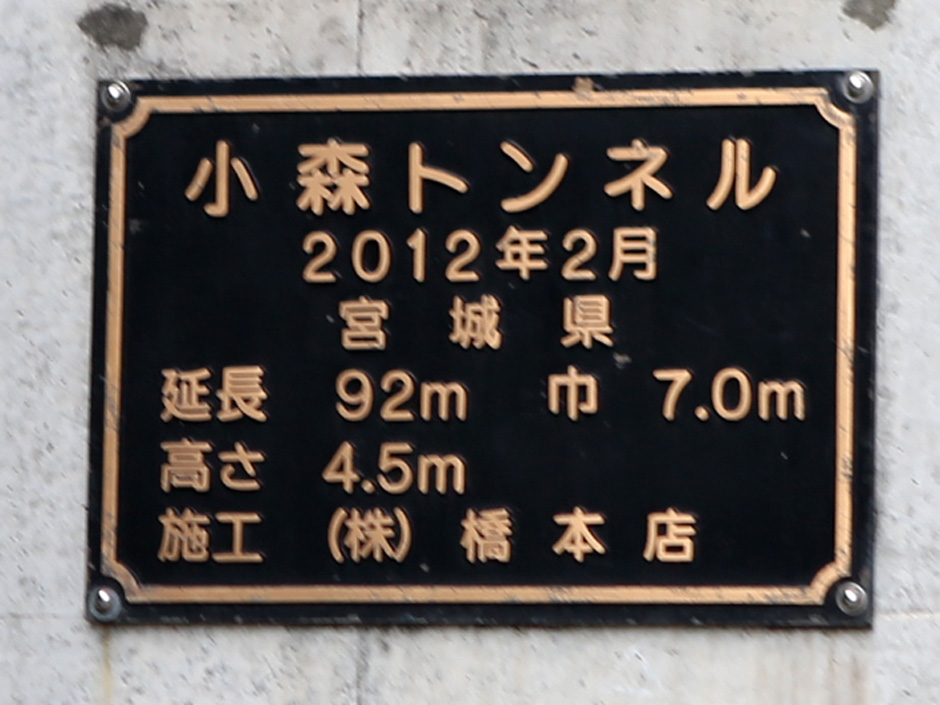 小森トンネル
2012年2月
宮城県
延長 92m 巾 7.0m
高さ 4.5m
施工 (株) 橋本店